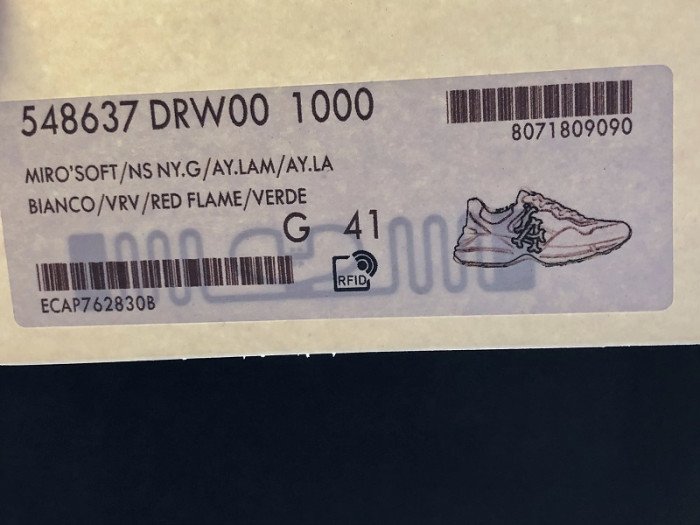 548637 DRW00 1000
8071809090
MIRO'SOFT/NS NY.G/AY.LAM/AY.LA
BIANCO/VRV/RED FLAME/VERDE
G 41
RFID
ECAP762830B